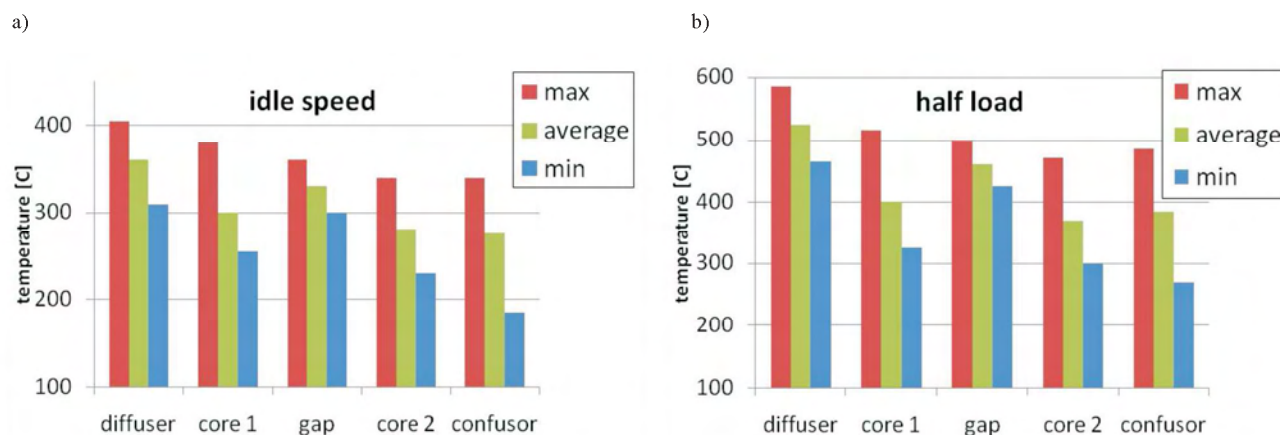 a)
idle speed
max
average
min
temperature [C]
400
300
200
100
diffuser core 1 gap core 2 confusor
b)
half load
max
average
min
temperature [C]
600
500
400
300
200
100
diffuser core 1 gap core 2 confusor